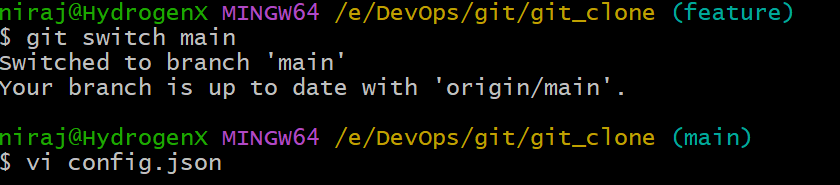 niraj@HydrogenX MINGW64 /e/DevOps/git/git_clone (feature)
$ git switch main
Switched to branch 'main'
Your branch is up to date with 'origin/main'.
niraj@HydrogenX MINGW64 /e/DevOps/git/git_clone (main)
$ vi config.json